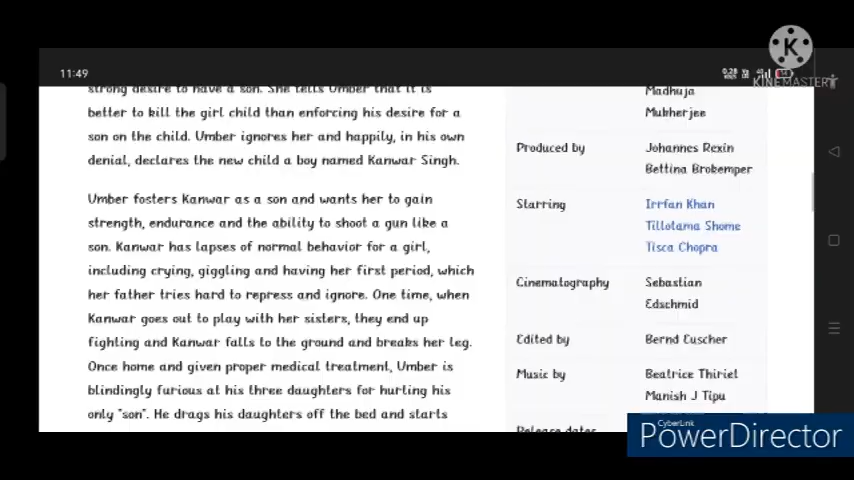 11:49
0.28
KINEMASTER
strong desire to have a son. She tells Umber that it is
better to kill the girl child than enforcing his desire for a
son on the child. Umber ignores her and happily, in his own
denial, declares the new child a boy named Kanwar Singh.
Umber fosters Kanwar as a son and wants her to gain
strength, endurance and the ability to shoot a gun like a
son. Kanwar has lapses of normal behavior for a girl,
including crying, giggling and having her first period, which
her father tries hard to repress and ignore. One time, when
Kanwar goes out to play with her sisters, they end up
fighting and Kanwar falls to the ground and breaks her leg.
Once home and given proper medical treatment, Umber is
blindingly furious at his three daughters for hurting his
only "son". He drags his daughters off the bed and starts
Madhuja
Mukherjee
Produced by Johannes Rexin
Bettina Brokemper
Starring Irrfan Khan
Tillotama Shome
Tisca Chopra
Cinematography Sebastian
Edschmid
Edited by Bernd Euscher
Music by Beatrice Thiriet
Manish J Tipu
Release dates
CyberLink
PowerDirector